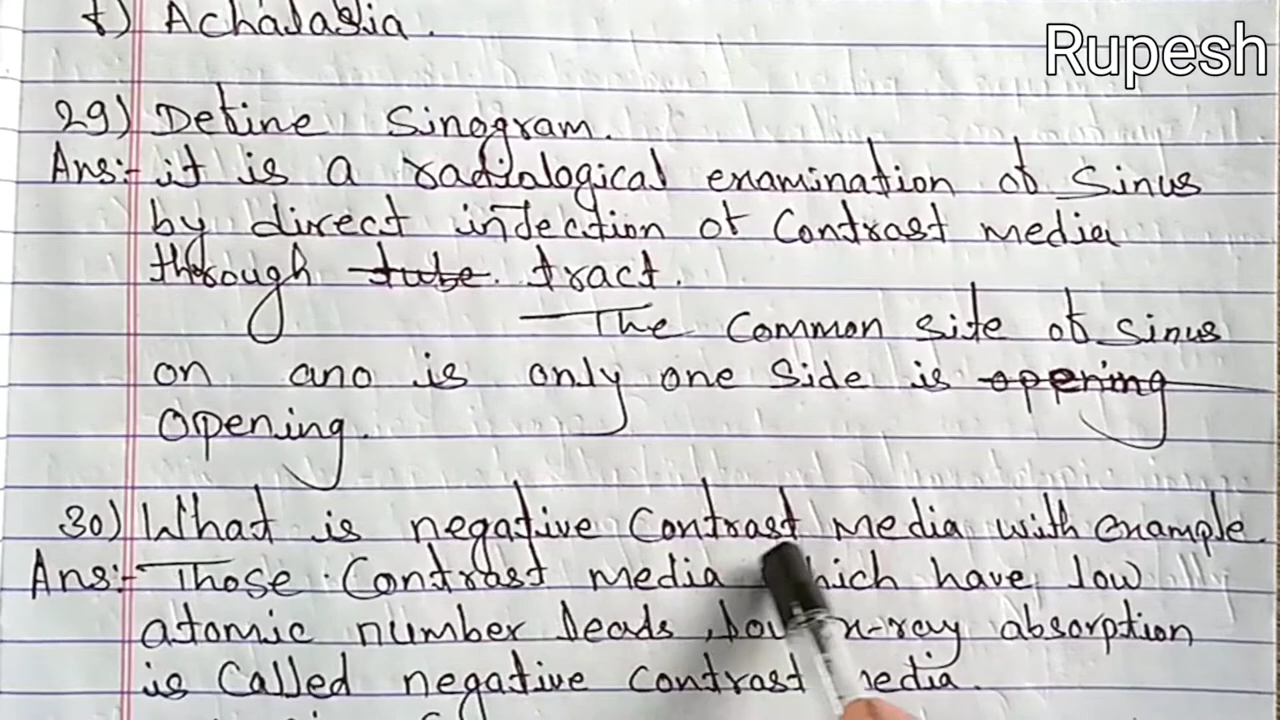 f) Achalasia.
Rupesh
29) Define Sinogram.
Ans:- it is a radiological examination of Sinus
by direct injection of Contrast media
through tube. tract.
The Common site of sinus
on ano is only one side is opening
Opening.
30) What is negative Contrast Media with example.
Ans:- Those Contrast media which have low
atomic number leads, low x-ray absorption
is Called negative contrast media.